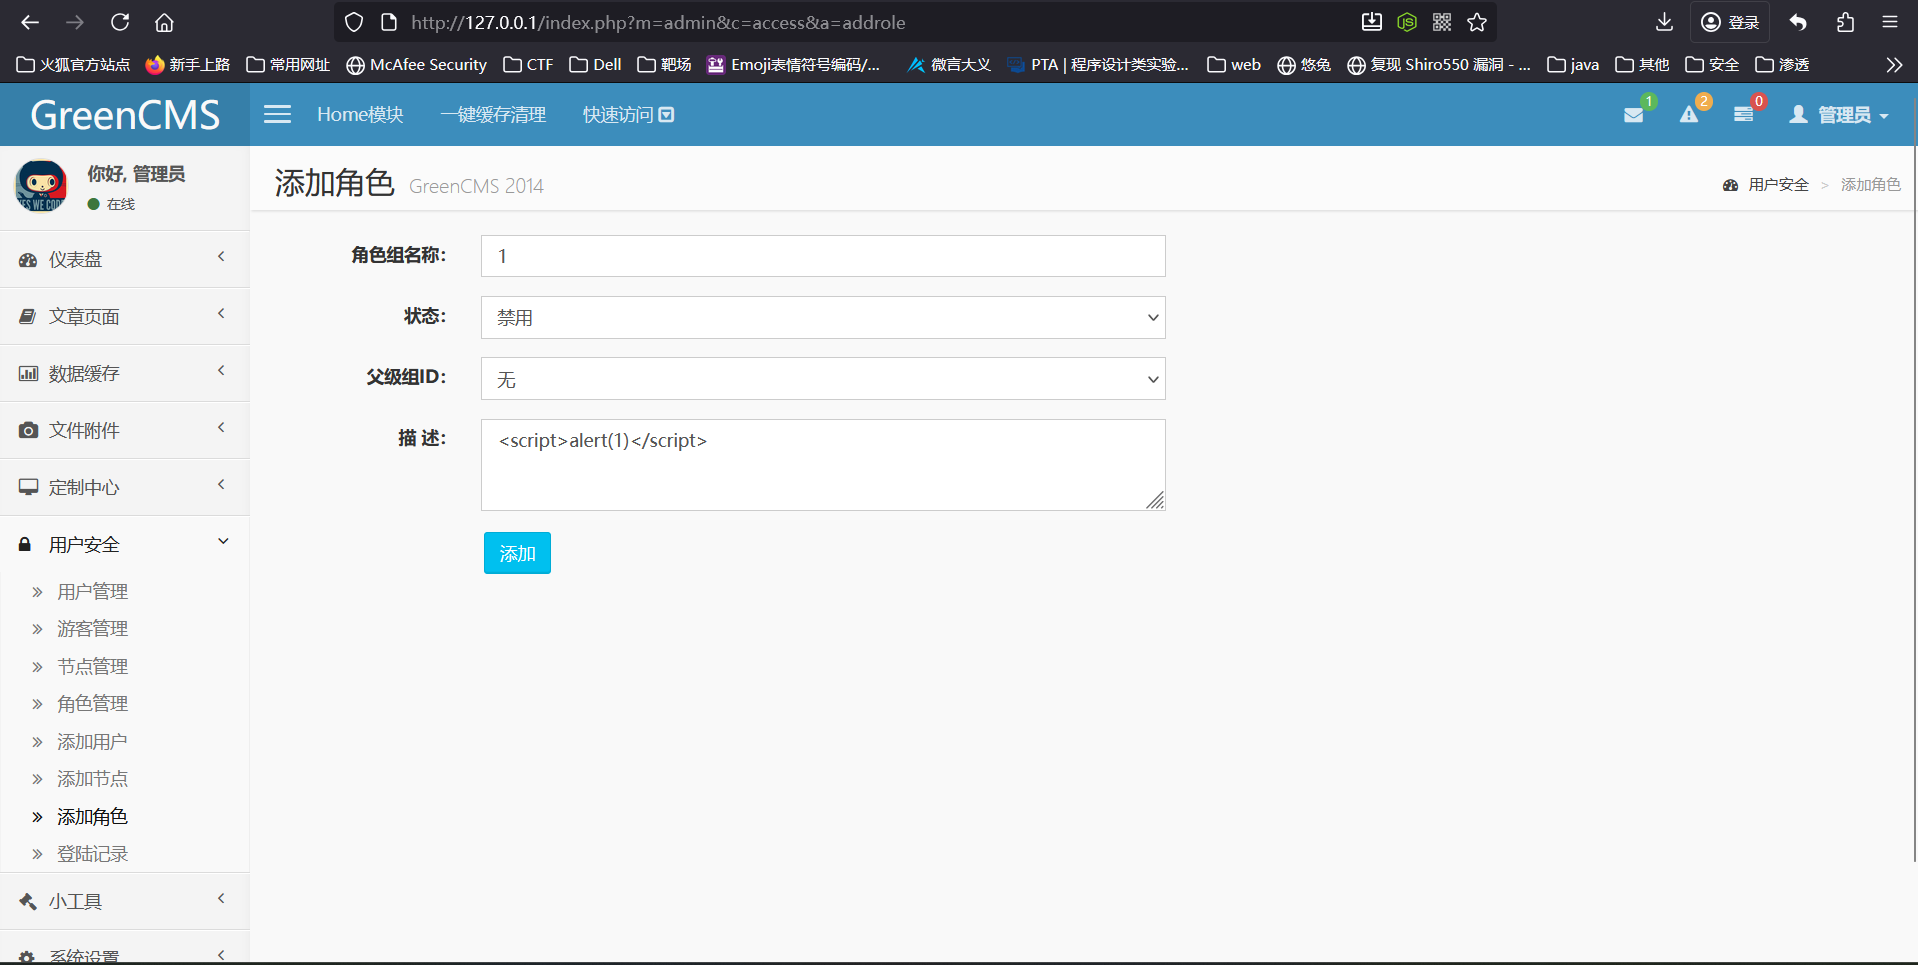 http://127.0.0.1/index.php?m=admin&c=access&a=addrole
登录
火狐官方站点 新手上路 常用网址 McAfee Security CTF Dell 靶场 Emoji表情符号编码/... 微言大义 PTA | 程序设计类实验... web 悠兔 复现 Shiro550 漏洞 - ... java 其他 安全 渗透
GreenCMS Home模块 一键缓存清理 快速访问 1 2 0 管理员
你好, 管理员
在线
添加角色 GreenCMS 2014
用户安全 > 添加角色
角色组名称： 1
状态： 禁用
父级组ID： 无
描 述： <script>alert(1)</script>
添加
仪表盘
文章页面
数据缓存
文件附件
定制中心
用户安全
用户管理
游客管理
节点管理
角色管理
添加用户
添加节点
添加角色
登陆记录
小工具
系统设置